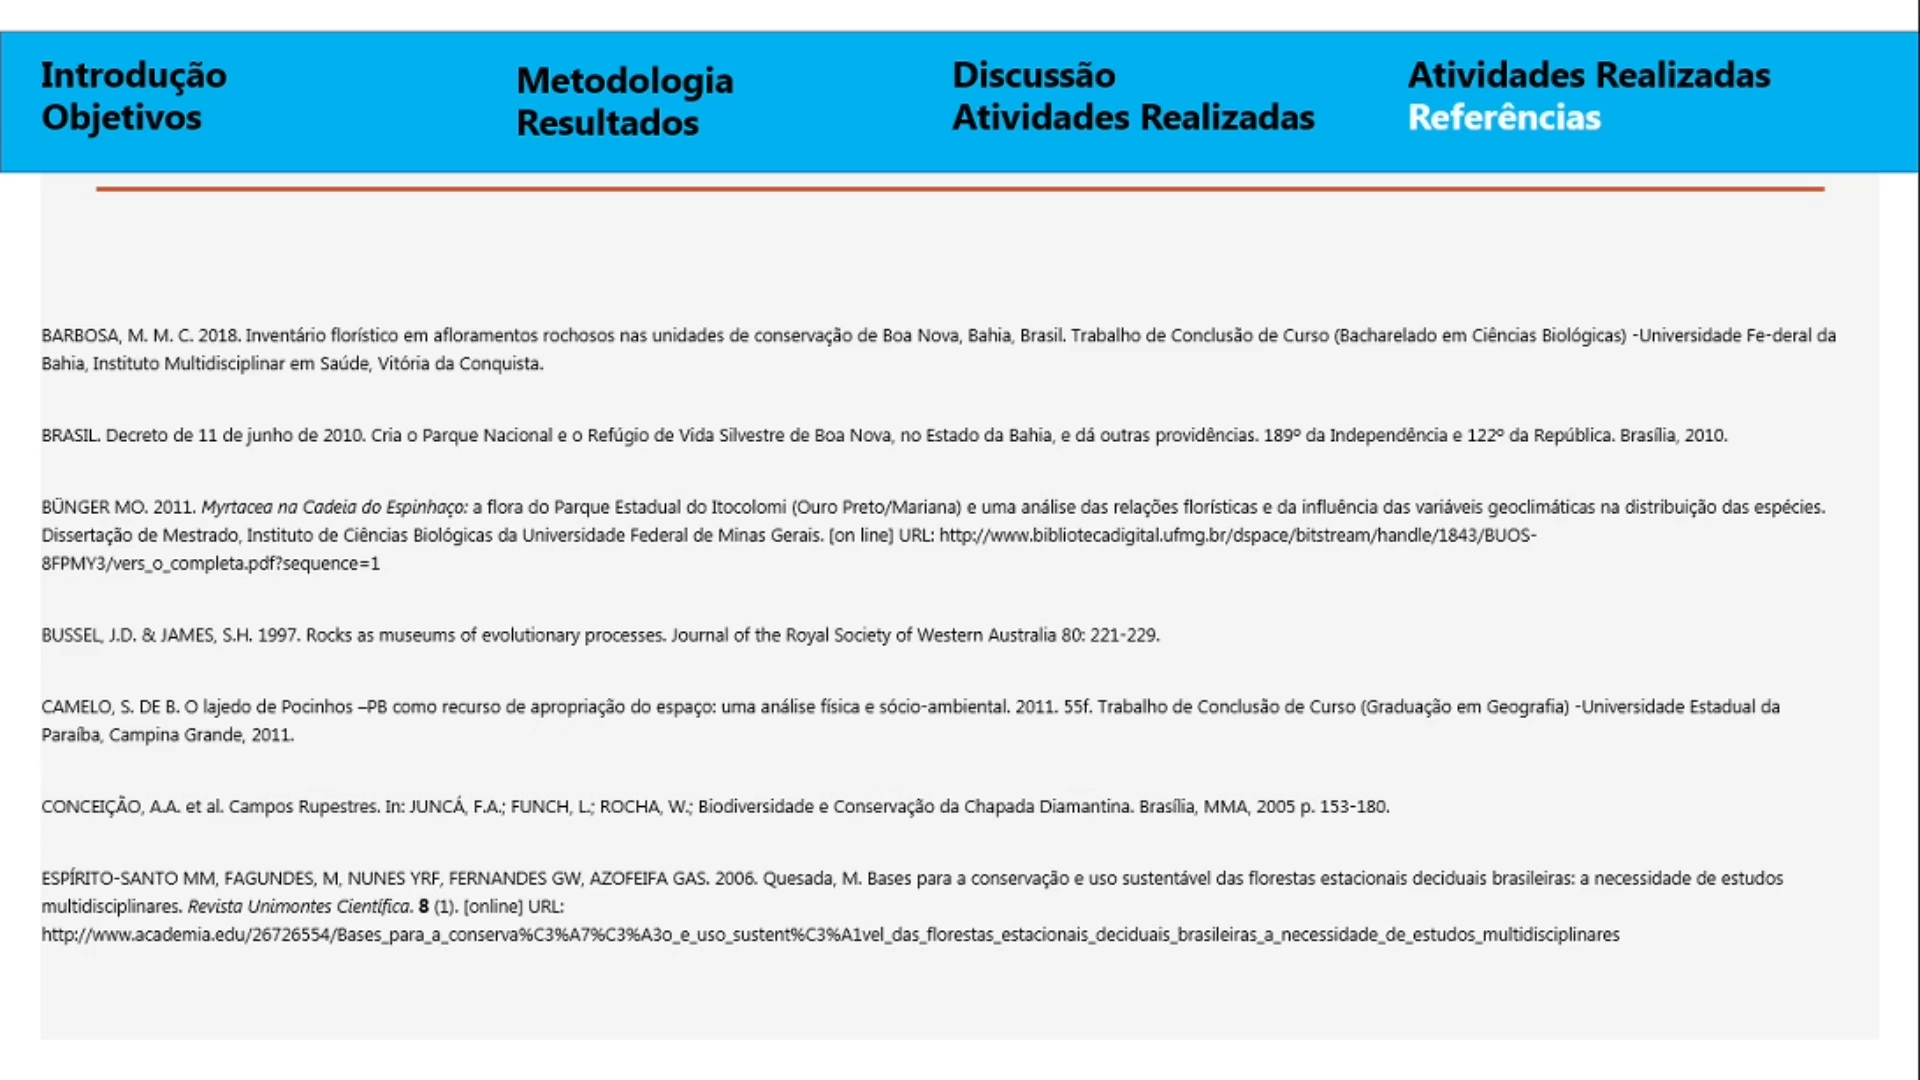 Introdução
Objetivos
Metodologia
Resultados
Discussão
Atividades Realizadas
Atividades Realizadas
Referências
BARBOSA, M. M. C. 2018. Inventário florístico em afloramentos rochosos nas unidades de conservação de Boa Nova, Bahia, Brasil. Trabalho de Conclusão de Curso (Bacharelado em Ciências Biológicas) -Universidade Fe-deral da
Bahia, Instituto Multidisciplinar em Saúde, Vitória da Conquista.
BRASIL. Decreto de 11 de junho de 2010. Cria o Parque Nacional e o Refúgio de Vida Silvestre de Boa Nova, no Estado da Bahia, e dá outras providências. 189º da Independência e 122º da República. Brasília, 2010.
BÜNGER MO. 2011. Myrtacea na Cadeia do Espinhaço: a flora do Parque Estadual do Itocolomi (Ouro Preto/Mariana) e uma análise das relações florísticas e da influência das variáveis geoclimáticas na distribuição das espécies.
Dissertação de Mestrado, Instituto de Ciências Biológicas da Universidade Federal de Minas Gerais. [on line] URL: http://www.bibliotecadigital.ufmg.br/dspace/bitstream/handle/1843/BUOS-
8FPMY3/vers_o_completa.pdf?sequence=1
BUSSEL, J.D. & JAMES, S.H. 1997. Rocks as museums of evolutionary processes. Journal of the Royal Society of Western Australia 80: 221-229.
CAMELO, S. DE B. O lajedo de Pocinhos –PB como recurso de apropriação do espaço: uma análise física e sócio-ambiental. 2011. 55f. Trabalho de Conclusão de Curso (Graduação em Geografia) -Universidade Estadual da
Paraíba, Campina Grande, 2011.
CONCEIÇÃO, A.A. et al. Campos Rupestres. In: JUNCÁ, F.A.; FUNCH, L.; ROCHA, W.; Biodiversidade e Conservação da Chapada Diamantina. Brasília, MMA, 2005 p. 153-180.
ESPÍRITO-SANTO MM, FAGUNDES, M, NUNES YRF, FERNANDES GW, AZOFEIFA GAS. 2006. Quesada, M. Bases para a conservação e uso sustentável das florestas estacionais deciduais brasileiras: a necessidade de estudos
multidisciplinares. Revista Unimontes Científica. 8 (1). [online] URL:
http://www.academia.edu/26726554/Bases_para_a_conserva%C3%A7%C3%A3o_e_uso_sustent%C3%A1vel_das_florestas_estacionais_deciduais_brasileiras_a_necessidade_de_estudos_multidisciplinares